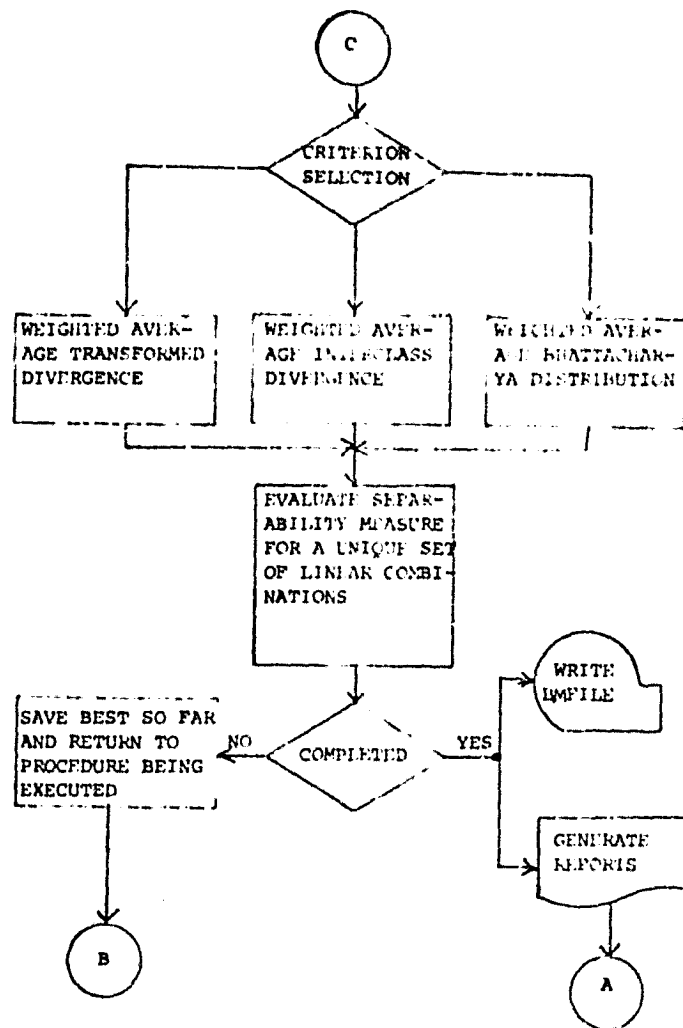 C
CRITERION
SELECTION
WEIGHTED AVER-
AGE TRANSFORMED
DIVERGENCE
WEIGHTED AVER-
AGE INTERCLASS
DIVERGENCE
WEIGHTED AVER-
AGE BHATTACHAR-
YA DISTRIBUTION
EVALUATE SEPAR-
ABILITY MEASURE
FOR A UNIQUE SET
OF LINEAR COMBI-
NATIONS
WRITE
BMFILE
SAVE BEST SO FAR
AND RETURN TO
PROCEDURE BEING
EXECUTED
NO
COMPLETED
YES
GENERATE
REPORTS
B
A